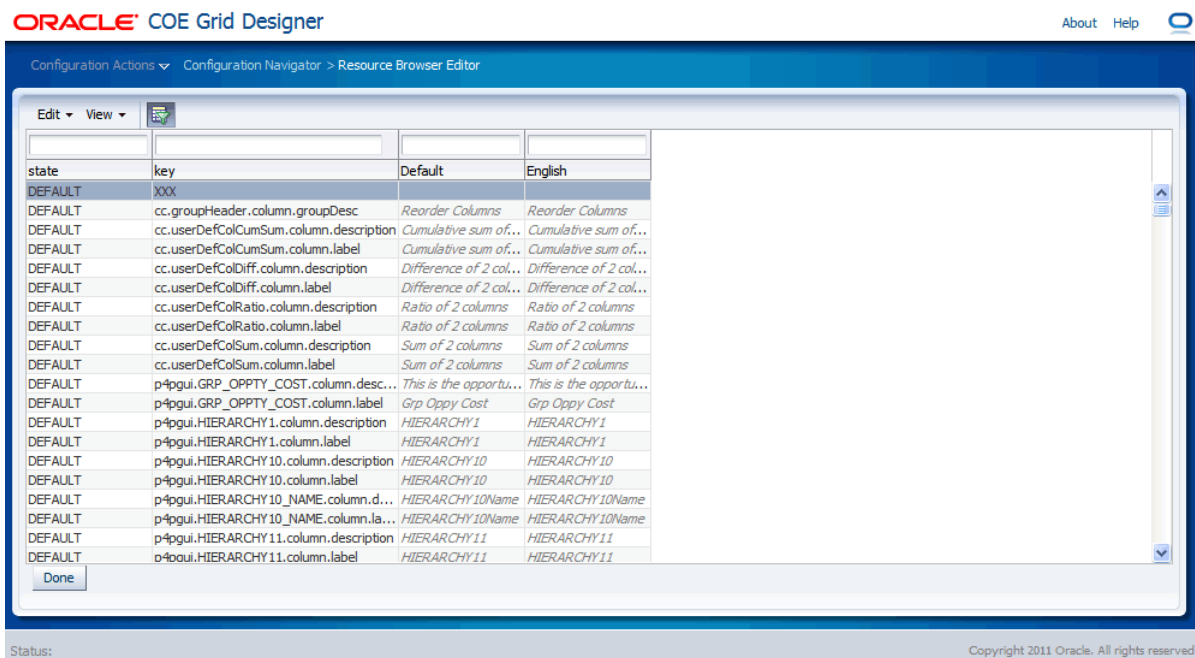 ORACLE COE Grid Designer About Help
Configuration Actions Configuration Navigator > Resource Browser Editor
Edit View
state key Default English
DEFAULT XXX
DEFAULT cc.groupHeader.column.groupDesc Reorder Columns Reorder Columns
DEFAULT cc.userDefColCumSum.column.description Cumulative sum of... Cumulative sum of...
DEFAULT cc.userDefColCumSum.column.label Cumulative sum of... Cumulative sum of...
DEFAULT cc.userDefColDiff.column.description Difference of 2 col... Difference of 2 col...
DEFAULT cc.userDefColDiff.column.label Difference of 2 col... Difference of 2 col...
DEFAULT cc.userDefColRatio.column.description Ratio of 2 columns Ratio of 2 columns
DEFAULT cc.userDefColRatio.column.label Ratio of 2 columns Ratio of 2 columns
DEFAULT cc.userDefColSum.column.description Sum of 2 columns Sum of 2 columns
DEFAULT cc.userDefColSum.column.label Sum of 2 columns Sum of 2 columns
DEFAULT p4pgui.GRP_OPPTY_COST.column.desc... This is the opportu... This is the opportu...
DEFAULT p4pgui.GRP_OPPTY_COST.column.label Grp Oppy Cost Grp Oppy Cost
DEFAULT p4pgui.HIERARCHY1.column.description HIERARCHY1 HIERARCHY1
DEFAULT p4pgui.HIERARCHY1.column.label HIERARCHY1 HIERARCHY1
DEFAULT p4pgui.HIERARCHY10.column.description HIERARCHY10 HIERARCHY10
DEFAULT p4pgui.HIERARCHY10.column.label HIERARCHY10 HIERARCHY10
DEFAULT p4pgui.HIERARCHY10_NAME.column.d... HIERARCHY10Name HIERARCHY10Name
DEFAULT p4pgui.HIERARCHY10_NAME.column.la... HIERARCHY10Name HIERARCHY10Name
DEFAULT p4pgui.HIERARCHY11.column.description HIERARCHY11 HIERARCHY11
DEFAULT p4pgui.HIERARCHY11.column.label HIERARCHY11 HIERARCHY11
Done
Status: Copyright 2011 Oracle. All rights reserved